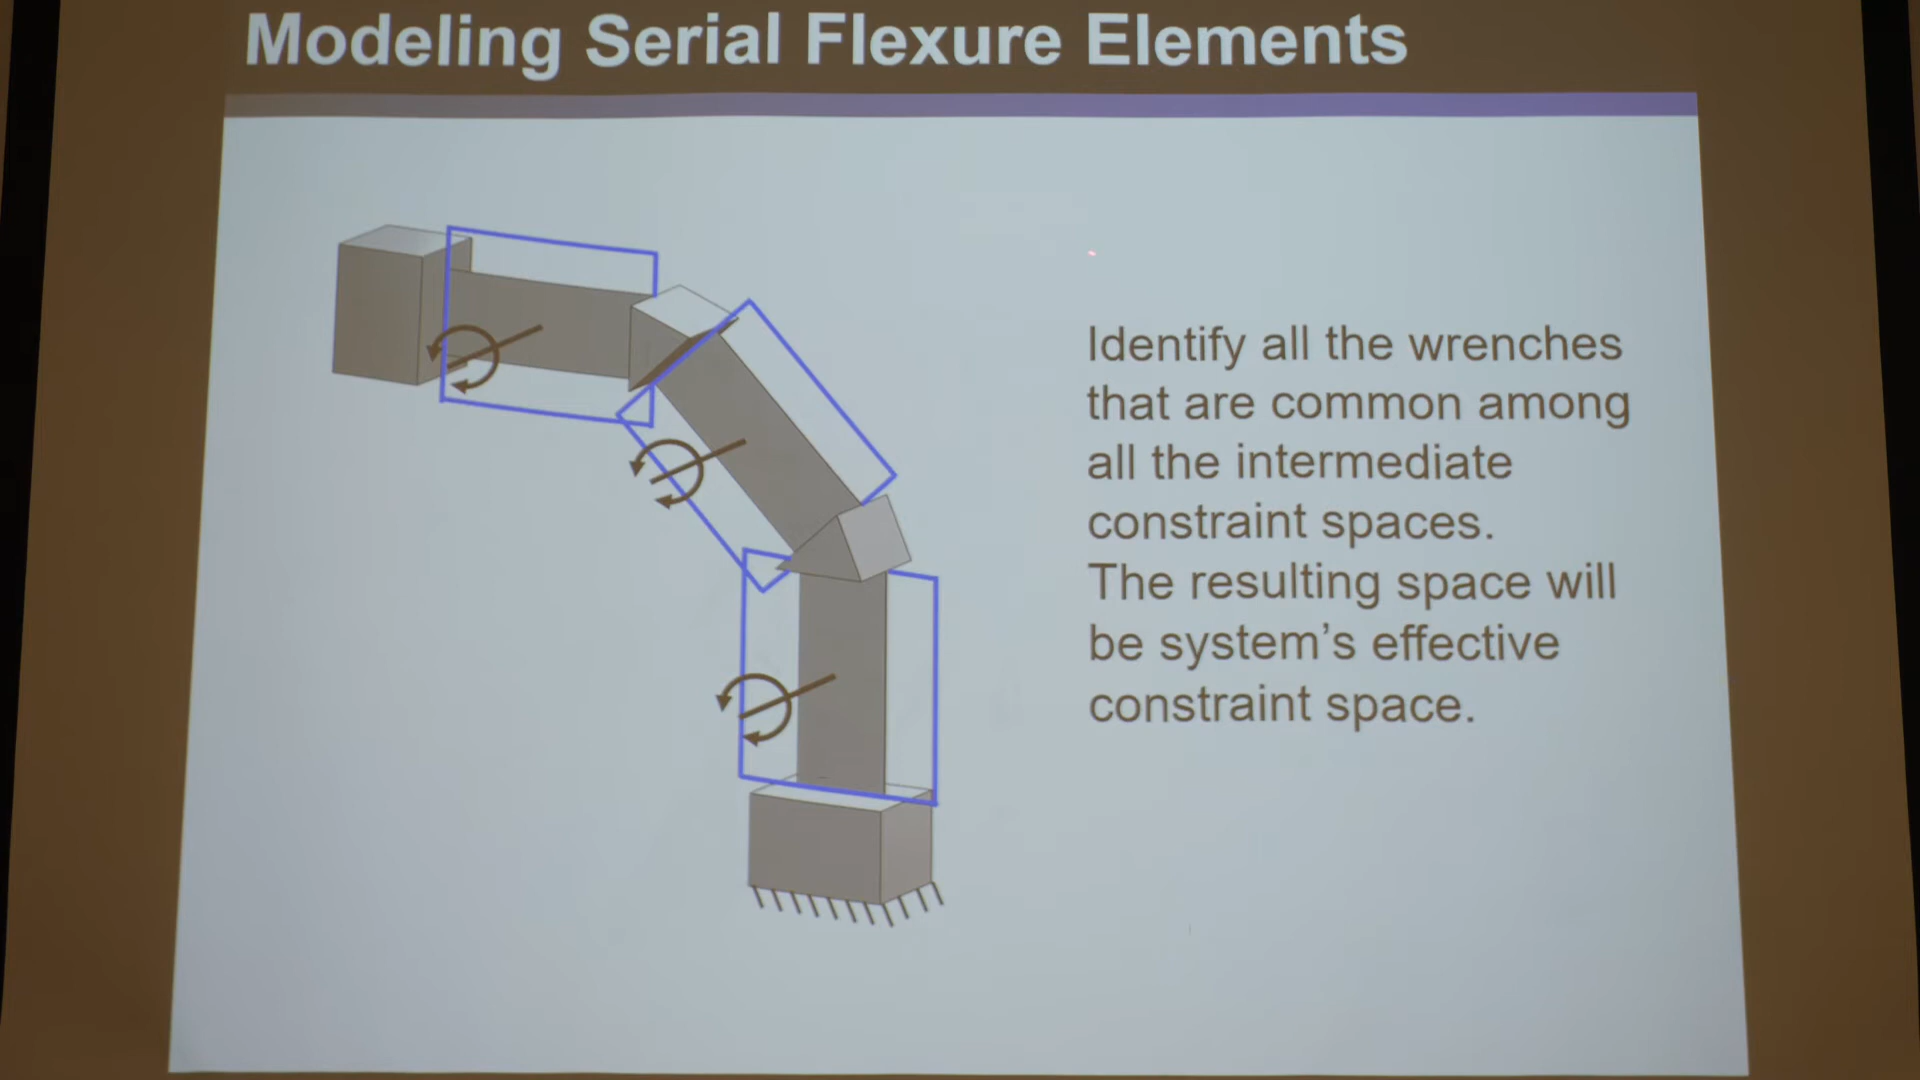 Modeling Serial Flexure Elements
Identify all the wrenches
that are common among
all the intermediate
constraint spaces.
The resulting space will
be system’s effective
constraint space.